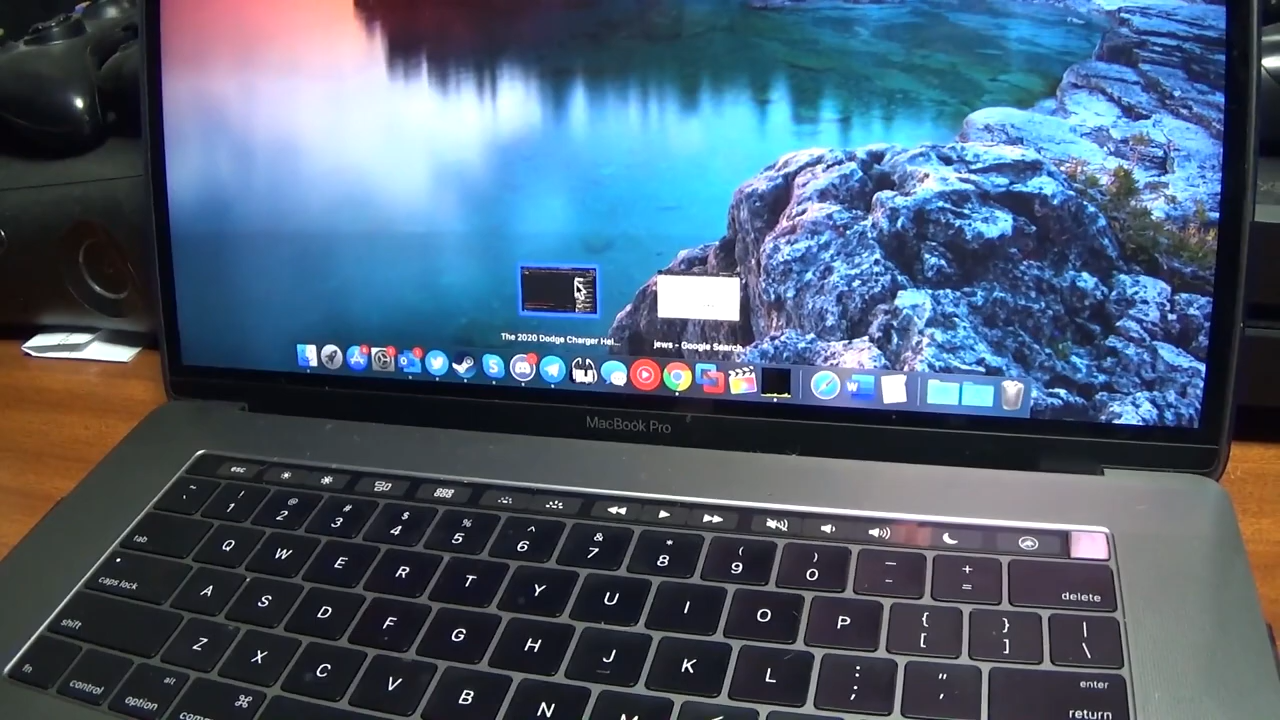 The 2020 Dodge Charger Hel...
jews - Google Search
MacBook Pro
esc
~ ! @ # $ % ^ & * ( ) _ +
` 1 2 3 4 5 6 7 8 9 0 - =
delete
tab Q W E R T Y U I O P { [ } ] | \
caps lock A S D F G H J K L : ; " '
enter
return
shift Z X C V B N M
fn control alt option